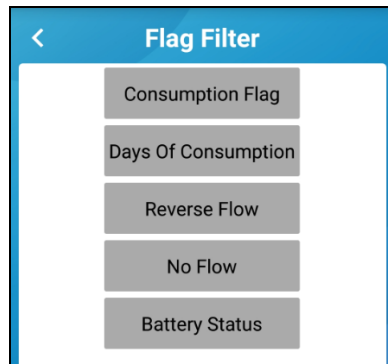 Flag Filter
Consumption Flag
Days Of Consumption
Reverse Flow
No Flow
Battery Status